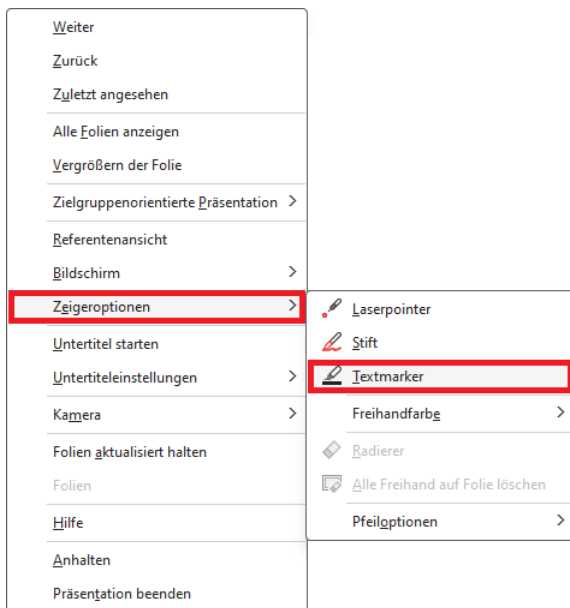 Weiter
Zurück
Zuletzt angesehen
Alle Folien anzeigen
Vergrößern der Folie
Zielgruppenorientierte Präsentation
Referentenansicht
Bildschirm
Zeigeroptionen
Untertitel starten
Untertiteleinstellungen
Kamera
Folien aktualisiert halten
Folien
Hilfe
Anhalten
Präsentation beenden
Laserpointer
Stift
Textmarker
Freihandfarbe
Radierer
Alle Freihand auf Folie löschen
Pfeiloptionen